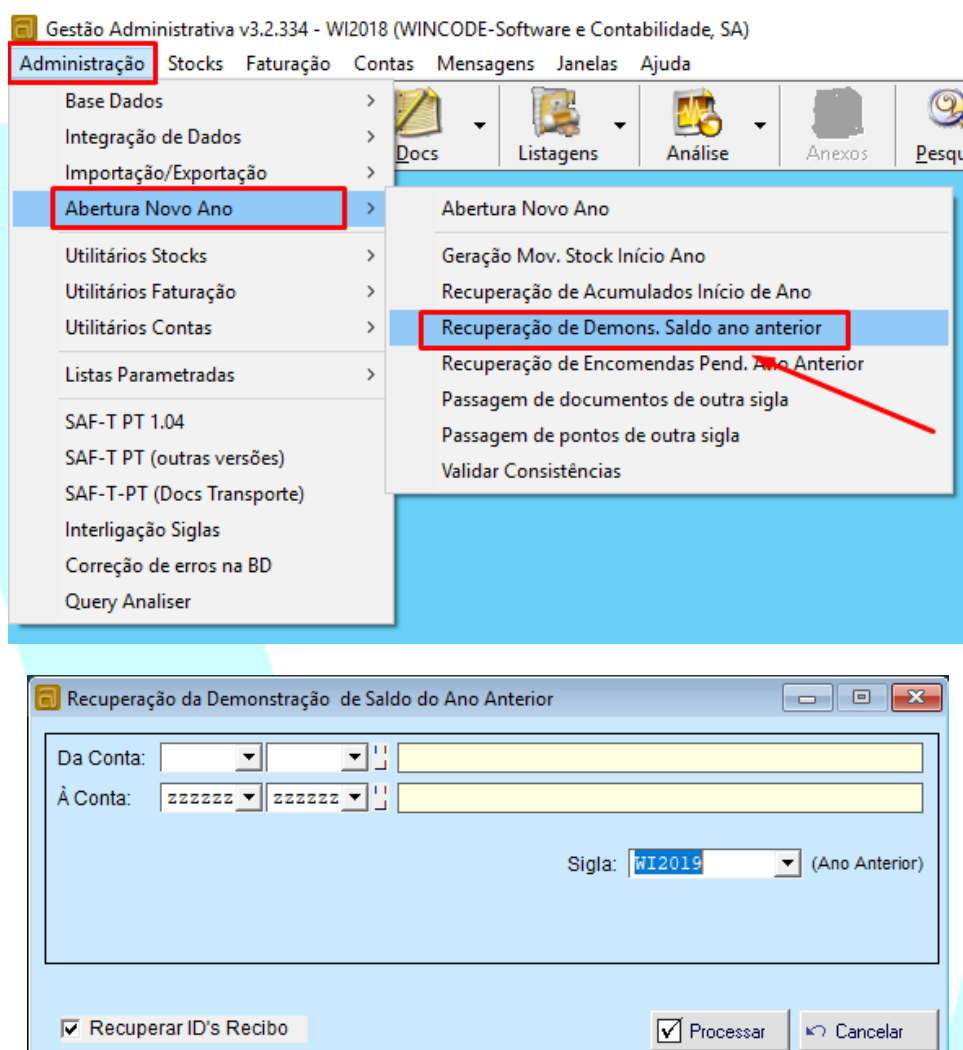 Gestão Administrativa v3.2.334 - WI2018 (WINCODE-Software e Contabilidade, SA)
Administração Stocks Faturação Contas Mensagens Janelas Ajuda
Docs Listagens Análise Anexos
Base Dados
Integração de Dados
Importação/Exportação
Abertura Novo Ano
Utilitários Stocks
Utilitários Faturação
Utilitários Contas
Listas Parametradas
SAF-T PT 1.04
SAF-T PT (outras versões)
SAF-T-PT (Docs Transporte)
Interligação Siglas
Correção de erros na BD
Query Analiser
Abertura Novo Ano
Geração Mov. Stock Início Ano
Recuperação de Acumulados Início de Ano
Recuperação de Demons. Saldo ano anterior
Recuperação de Encomendas Pend. Ano Anterior
Passagem de documentos de outra sigla
Passagem de pontos de outra sigla
Validar Consistências
Recuperação da Demonstração de Saldo do Ano Anterior
Da Conta:
À Conta: zzzzzz zzzzzz
Sigla: WI2019 (Ano Anterior)
Recuperar ID's Recibo Processar Cancelar